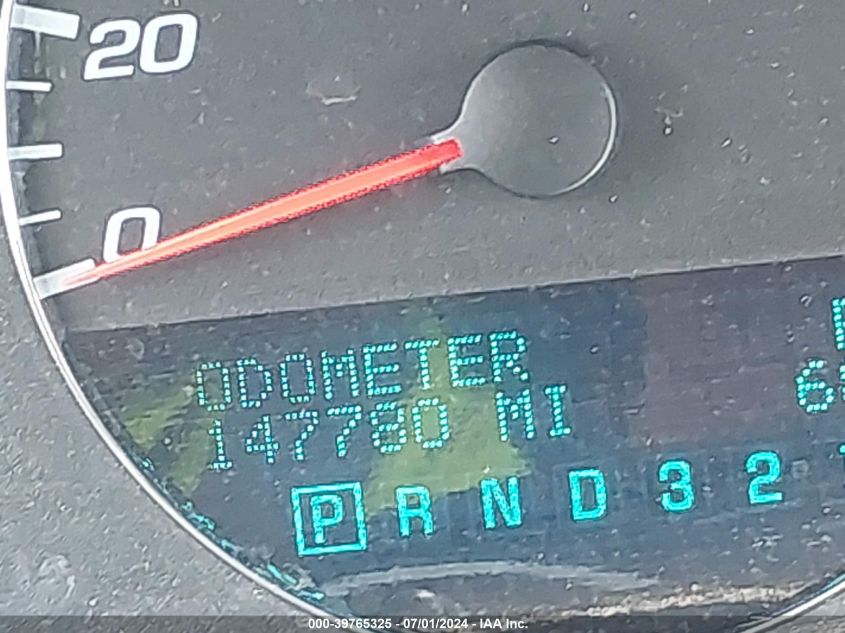 20
0
ODOMETER
147780 MI
P R N D 3 2
000-39765325 - 07/01/2024 - IAA Inc.